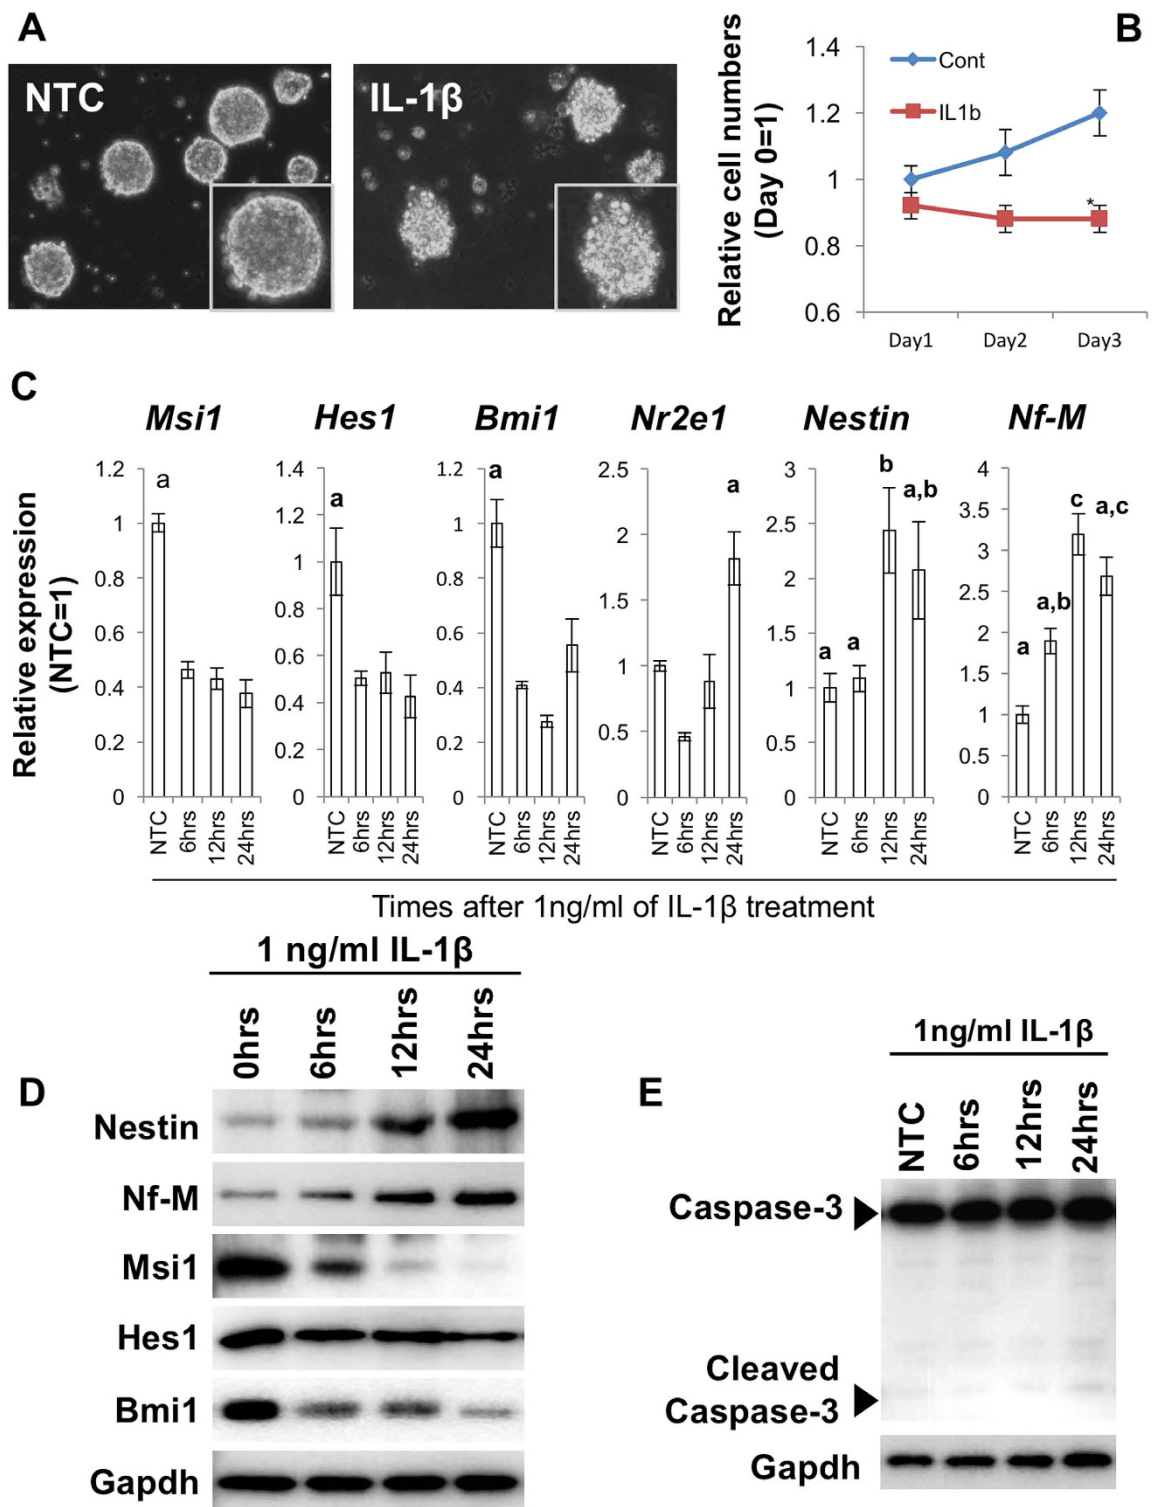 A
NTC
IL-1β
B
Relative cell numbers
(Day 0=1)
1.4
1.2
1
0.8
0.6
Cont
IL1b
*
Day1 Day2 Day3
C
Msi1 Hes1 Bmi1 Nr2e1 Nestin Nf-M
Relative expression
(NTC=1)
1.2
1
0.8
0.6
0.4
0.2
0
a
NTC 6hrs 12hrs 24hrs
1.4
1.2
1
0.8
0.6
0.4
0.2
0
a
NTC 6hrs 12hrs 24hrs
1.2
1
0.8
0.6
0.4
0.2
0
a
NTC 6hrs 12hrs 24hrs
2.5
2
1.5
1
0.5
0
a
NTC 6hrs 12hrs 24hrs
3
2.5
2
1.5
1
0.5
0
a a b a,b
NTC 6hrs 12hrs 24hrs
4
3.5
3
2.5
2
1.5
1
0.5
0
a a,b c a,c
NTC 6hrs 12hrs 24hrs
Times after 1ng/ml of IL-1β treatment
D
1 ng/ml IL-1β
0hrs 6hrs 12hrs 24hrs
Nestin
Nf-M
Msi1
Hes1
Bmi1
Gapdh
E
1ng/ml IL-1β
NTC 6hrs 12hrs 24hrs
Caspase-3
Cleaved
Caspase-3
Gapdh